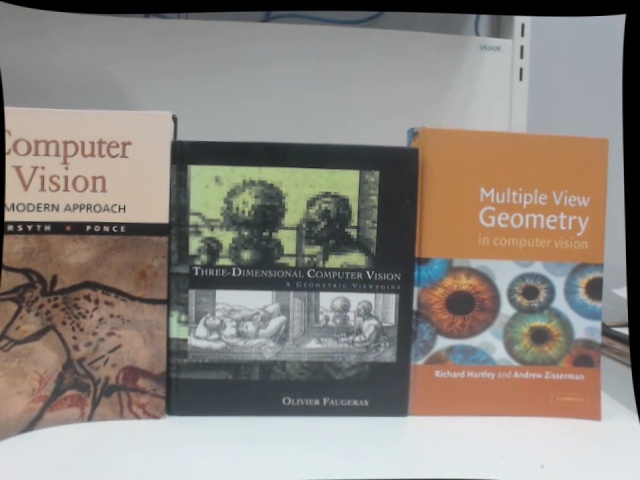 Computer
Vision
MODERN APPROACH
RSYTH ▪ PONCE
THREE-DIMENSIONAL COMPUTER VISION
A GEOMETRIC VIEWPOINT
OLIVIER FAUGERAS
Multiple View
Geometry
in computer vision
Richard Hartley and Andrew Zisserman